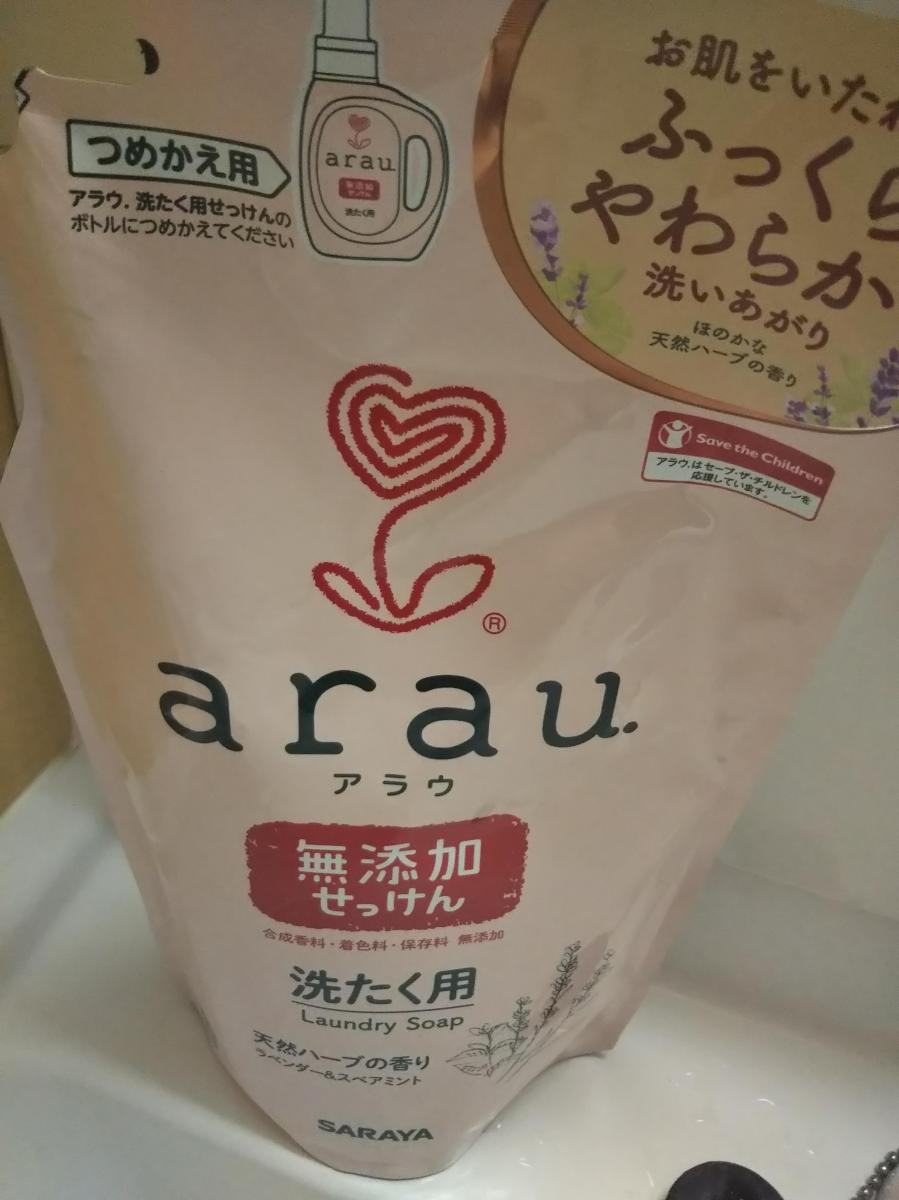 つめかえ用
アラウ. 洗たく用せっけんの
ボトルにつめかえてください
arau.
無添加
せっけん
洗たく用
お肌をいた
ふっくら
やわらか
洗いあがり
ほのかな
天然ハーブの香り
Save the Children
アラウ.はセーブ・ザ・チルドレンを
応援しています。
®
arau.
アラウ
無添加
せっけん
合成香料・着色料・保存料 無添加
洗たく用
Laundry Soap
天然ハーブの香り
ラベンダー&スペアミント
SARAYA